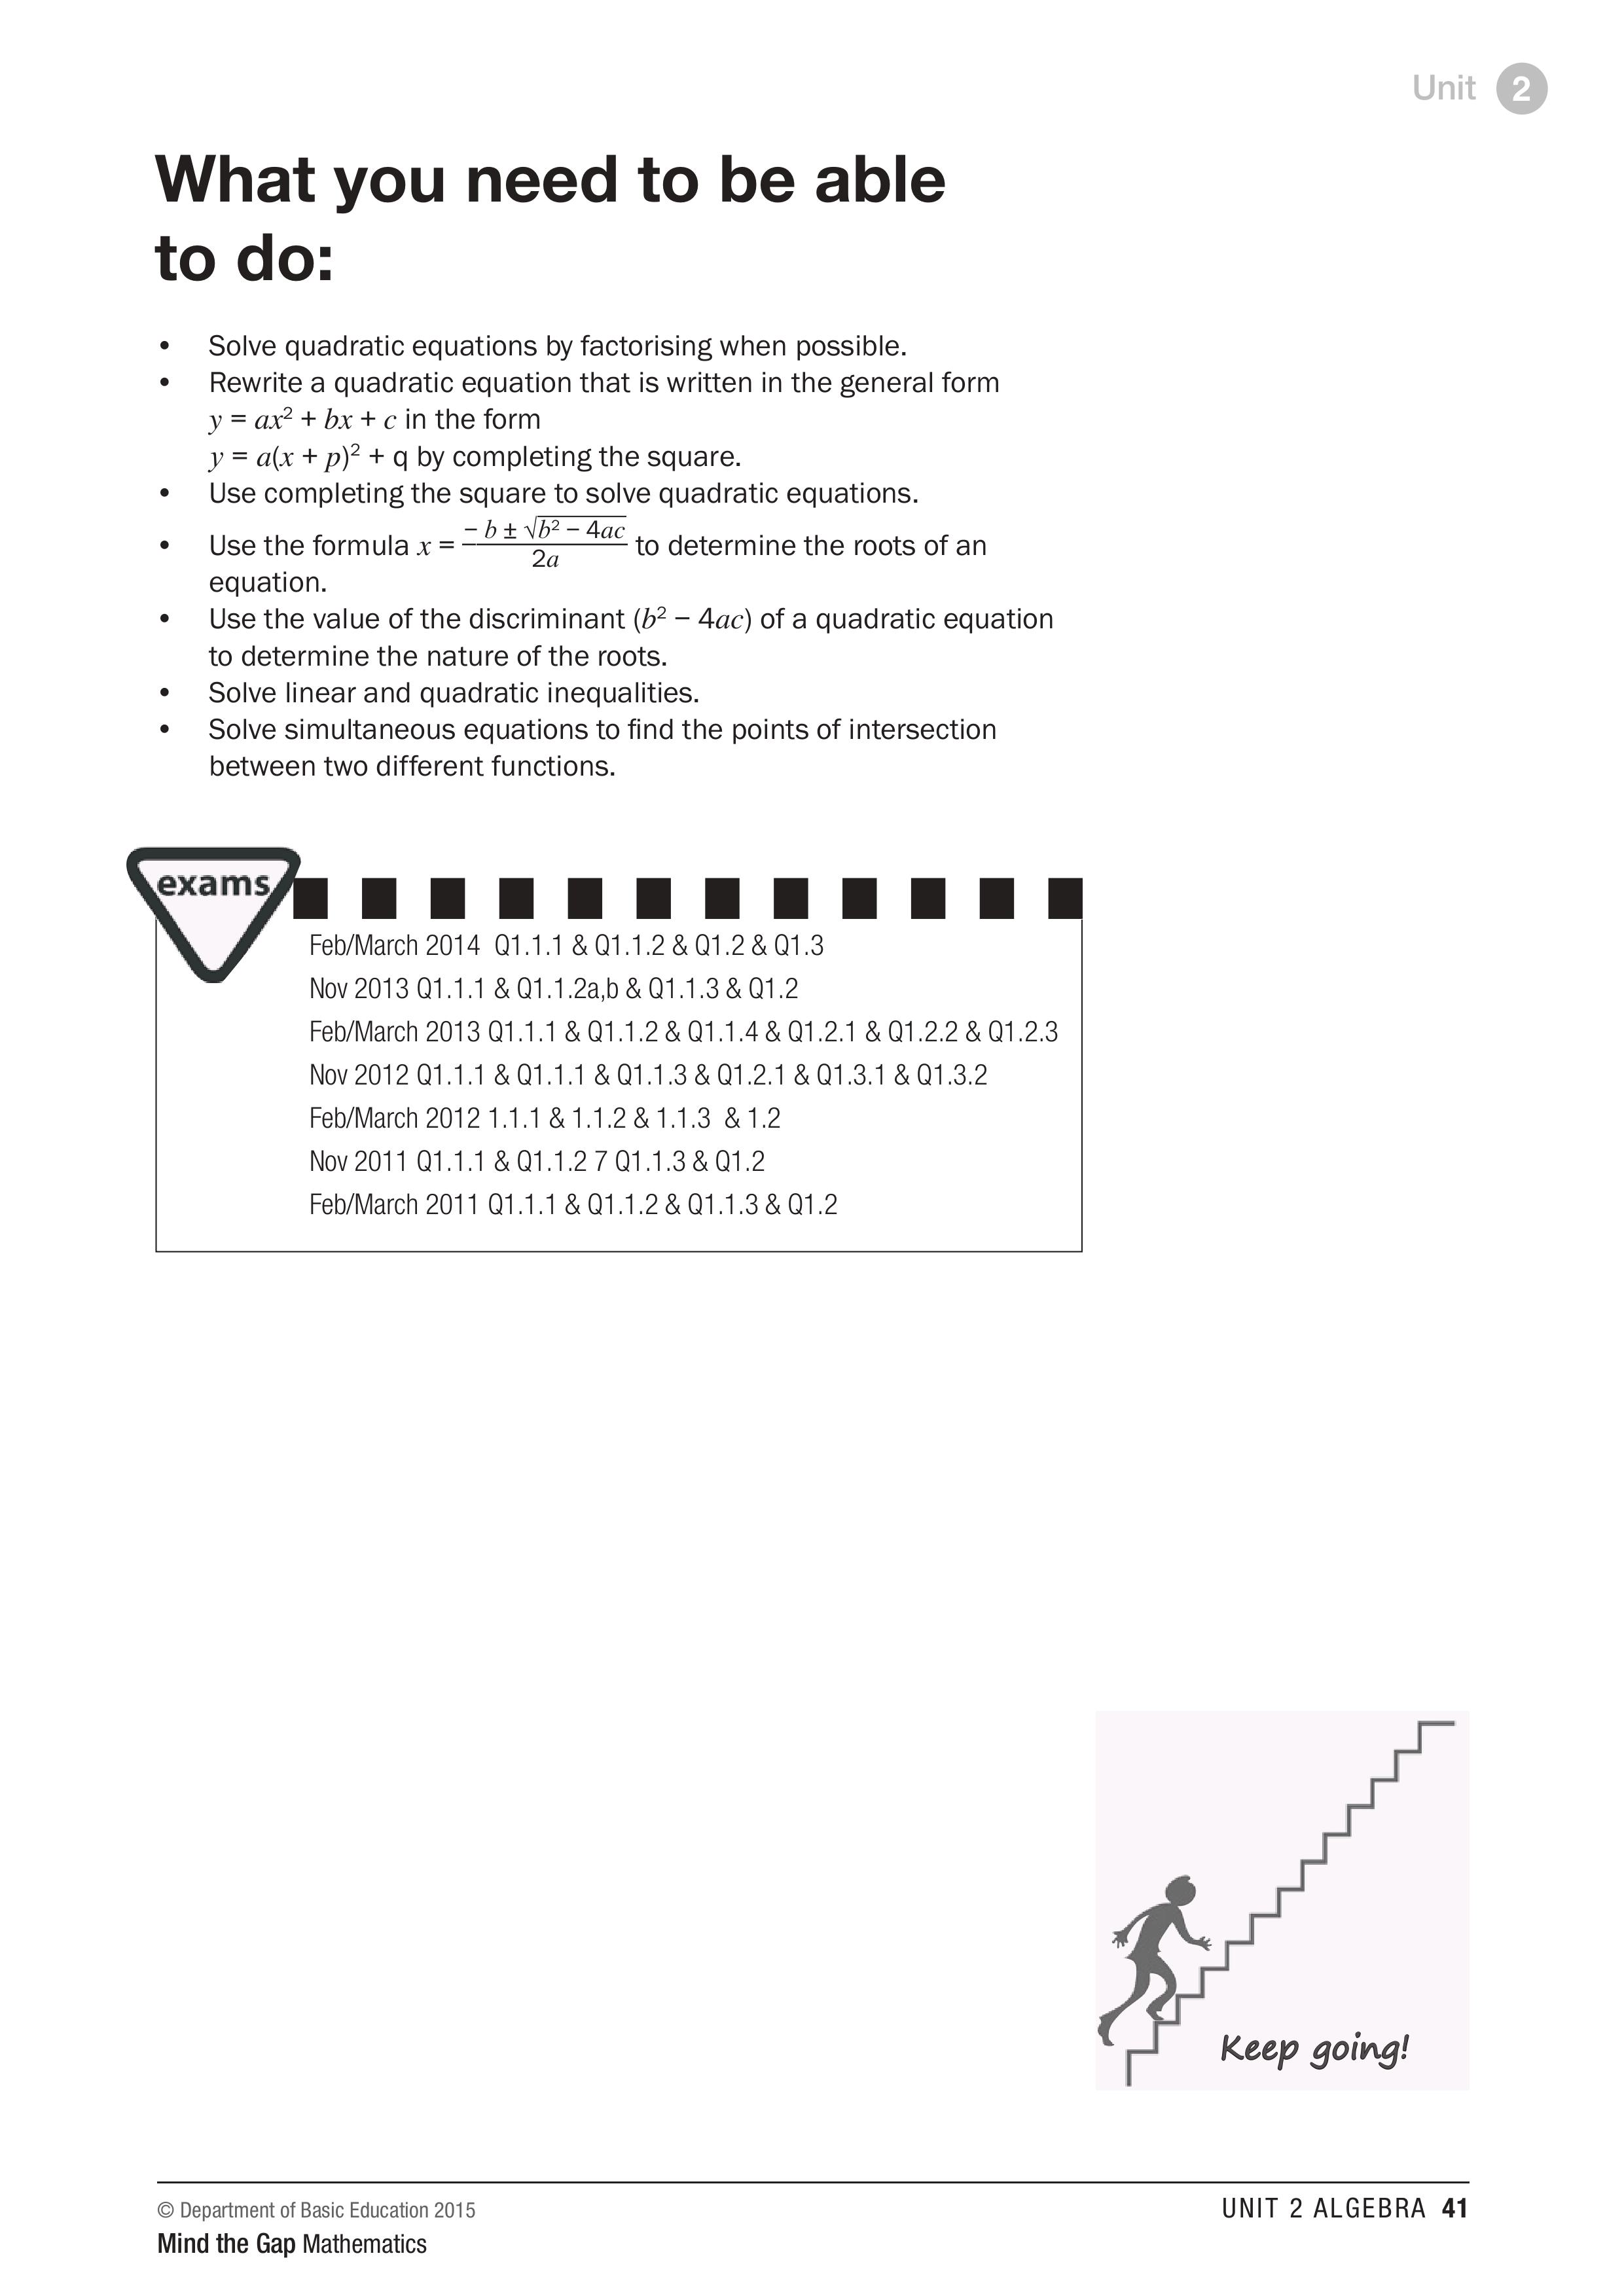 Unit 2
What you need to be able
to do:
• Solve quadratic equations by factorising when possible.
• Rewrite a quadratic equation that is written in the general form
y = ax² + bx + c in the form
y = a(x + p)² + q by completing the square.
• Use completing the square to solve quadratic equations.
• Use the formula x = \frac{− b ± √(b² − 4ac)}{2a} to determine the roots of an
equation.
• Use the value of the discriminant (b² − 4ac) of a quadratic equation
to determine the nature of the roots.
• Solve linear and quadratic inequalities.
• Solve simultaneous equations to find the points of intersection
between two different functions.
exams
Feb/March 2014 Q1.1.1 & Q1.1.2 & Q1.2 & Q1.3
Nov 2013 Q1.1.1 & Q1.1.2a,b & Q1.1.3 & Q1.2
Feb/March 2013 Q1.1.1 & Q1.1.2 & Q1.1.4 & Q1.2.1 & Q1.2.2 & Q1.2.3
Nov 2012 Q1.1.1 & Q1.1.1 & Q1.1.3 & Q1.2.1 & Q1.3.1 & Q1.3.2
Feb/March 2012 1.1.1 & 1.1.2 & 1.1.3 & 1.2
Nov 2011 Q1.1.1 & Q1.1.2 7 Q1.1.3 & Q1.2
Feb/March 2011 Q1.1.1 & Q1.1.2 & Q1.1.3 & Q1.2
Keep going!
© Department of Basic Education 2015
Mind the Gap Mathematics
UNIT 2 ALGEBRA 41